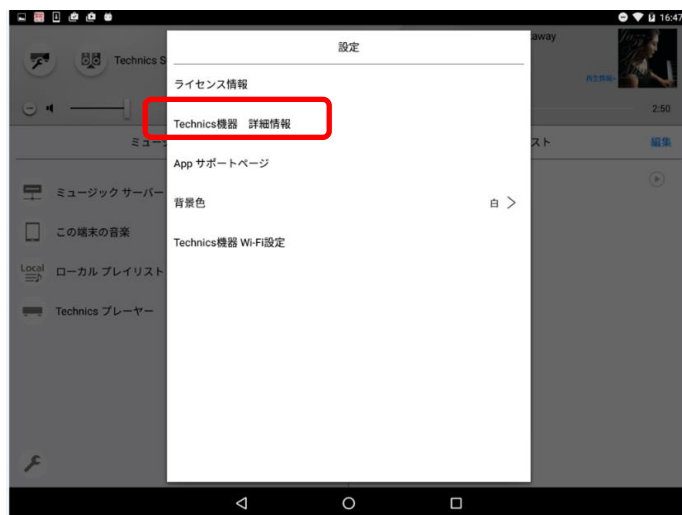 16:47
設定
away
Technics S
再生情報
ライセンス情報
2:50
Technics機器　詳細情報
ミュー
スト
編集
App サポートページ
ミュージック サーバー
背景色
白
この端末の音楽
Technics機器 Wi-Fi設定
Local
ローカル プレイリスト
Technics プレーヤー